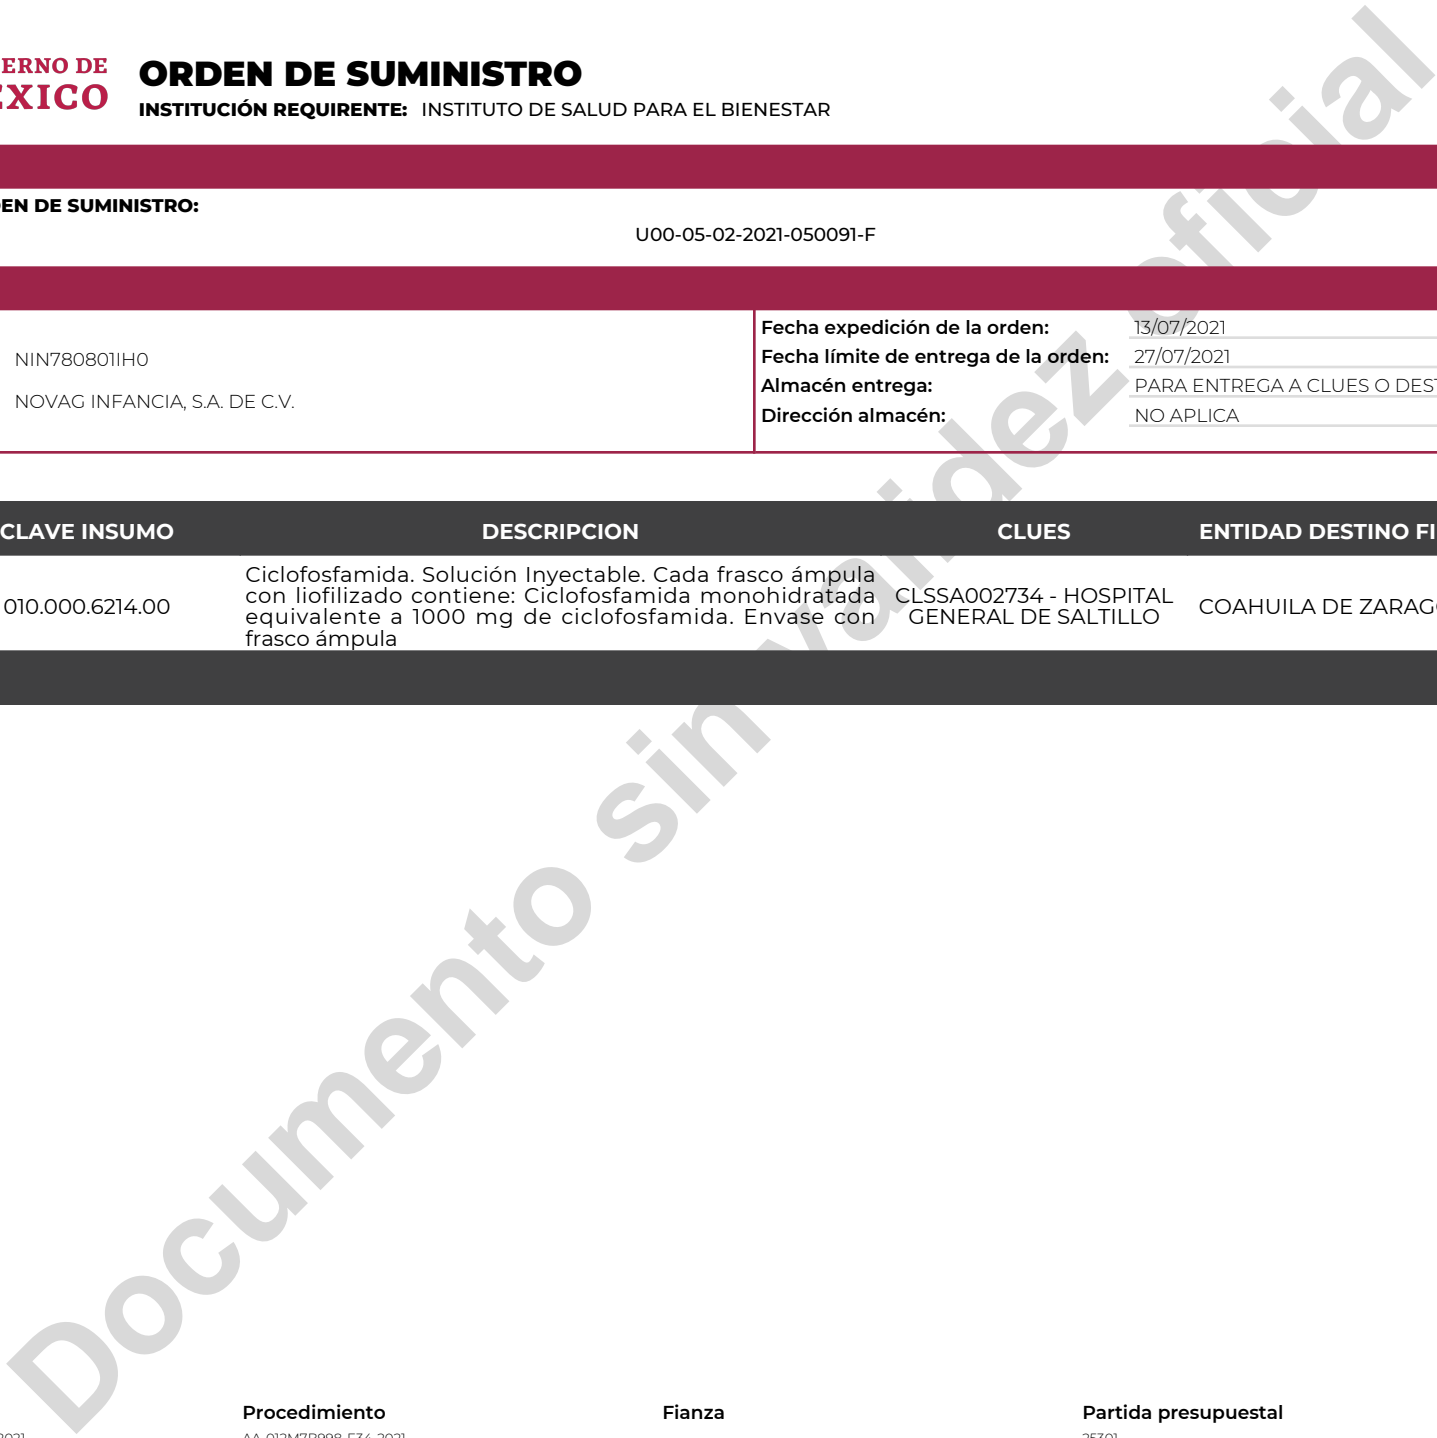 ERNO DE
EXICO
ORDEN DE SUMINISTRO
INSTITUCIÓN REQUIRENTE: INSTITUTO DE SALUD PARA EL BIENESTAR
EN DE SUMINISTRO:
U00-05-02-2021-050091-F
NIN780801IH0
NOVAG INFANCIA, S.A. DE C.V.
Fecha expedición de la orden: 13/07/2021
Fecha límite de entrega de la orden: 27/07/2021
Almacén entrega: PARA ENTREGA A CLUES O DEST
Dirección almacén: NO APLICA
CLAVE INSUMO DESCRIPCION CLUES ENTIDAD DESTINO FI
010.000.6214.00
Ciclofosfamida. Solución Inyectable. Cada frasco ámpula
con liofilizado contiene: Ciclofosfamida monohidratada
equivalente a 1000 mg de ciclofosfamida. Envase con
frasco ámpula
CLSSA002734 - HOSPITAL
GENERAL DE SALTILLO
COAHUILA DE ZARAG
Documento sin validez oficial
Procedimiento Fianza Partida presupuestal